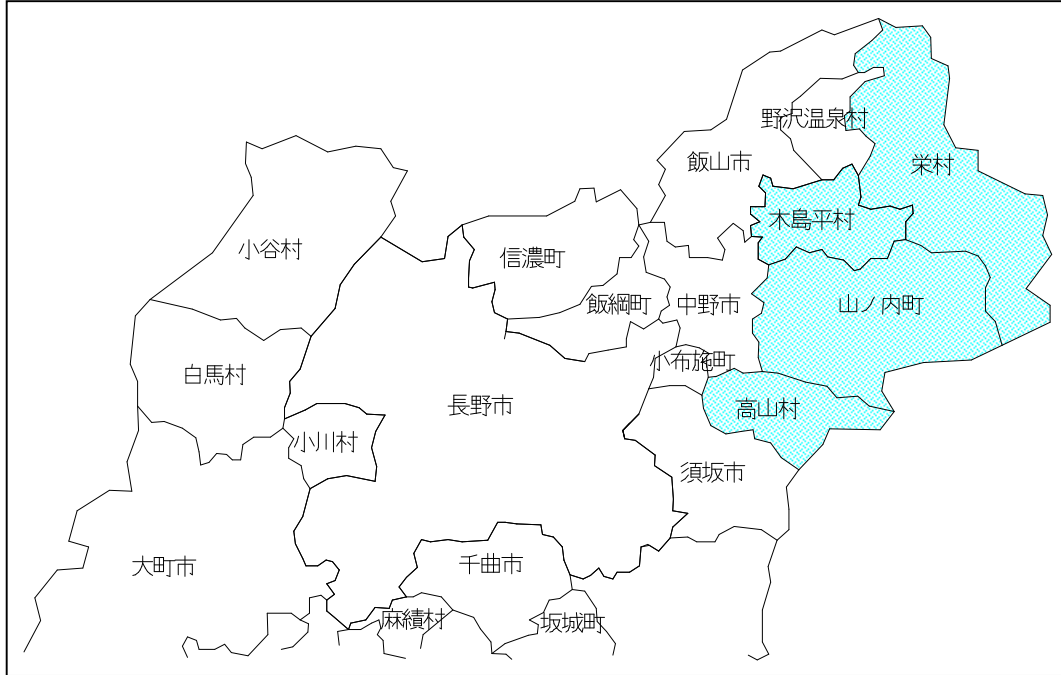 野沢温泉村
飯山市
栄村
木島平村
小谷村
信濃町
飯綱町
中野市
山ノ内町
小布施町
白馬村
長野市
高山村
小川村
須坂市
大町市
千曲市
麻績村
坂城町